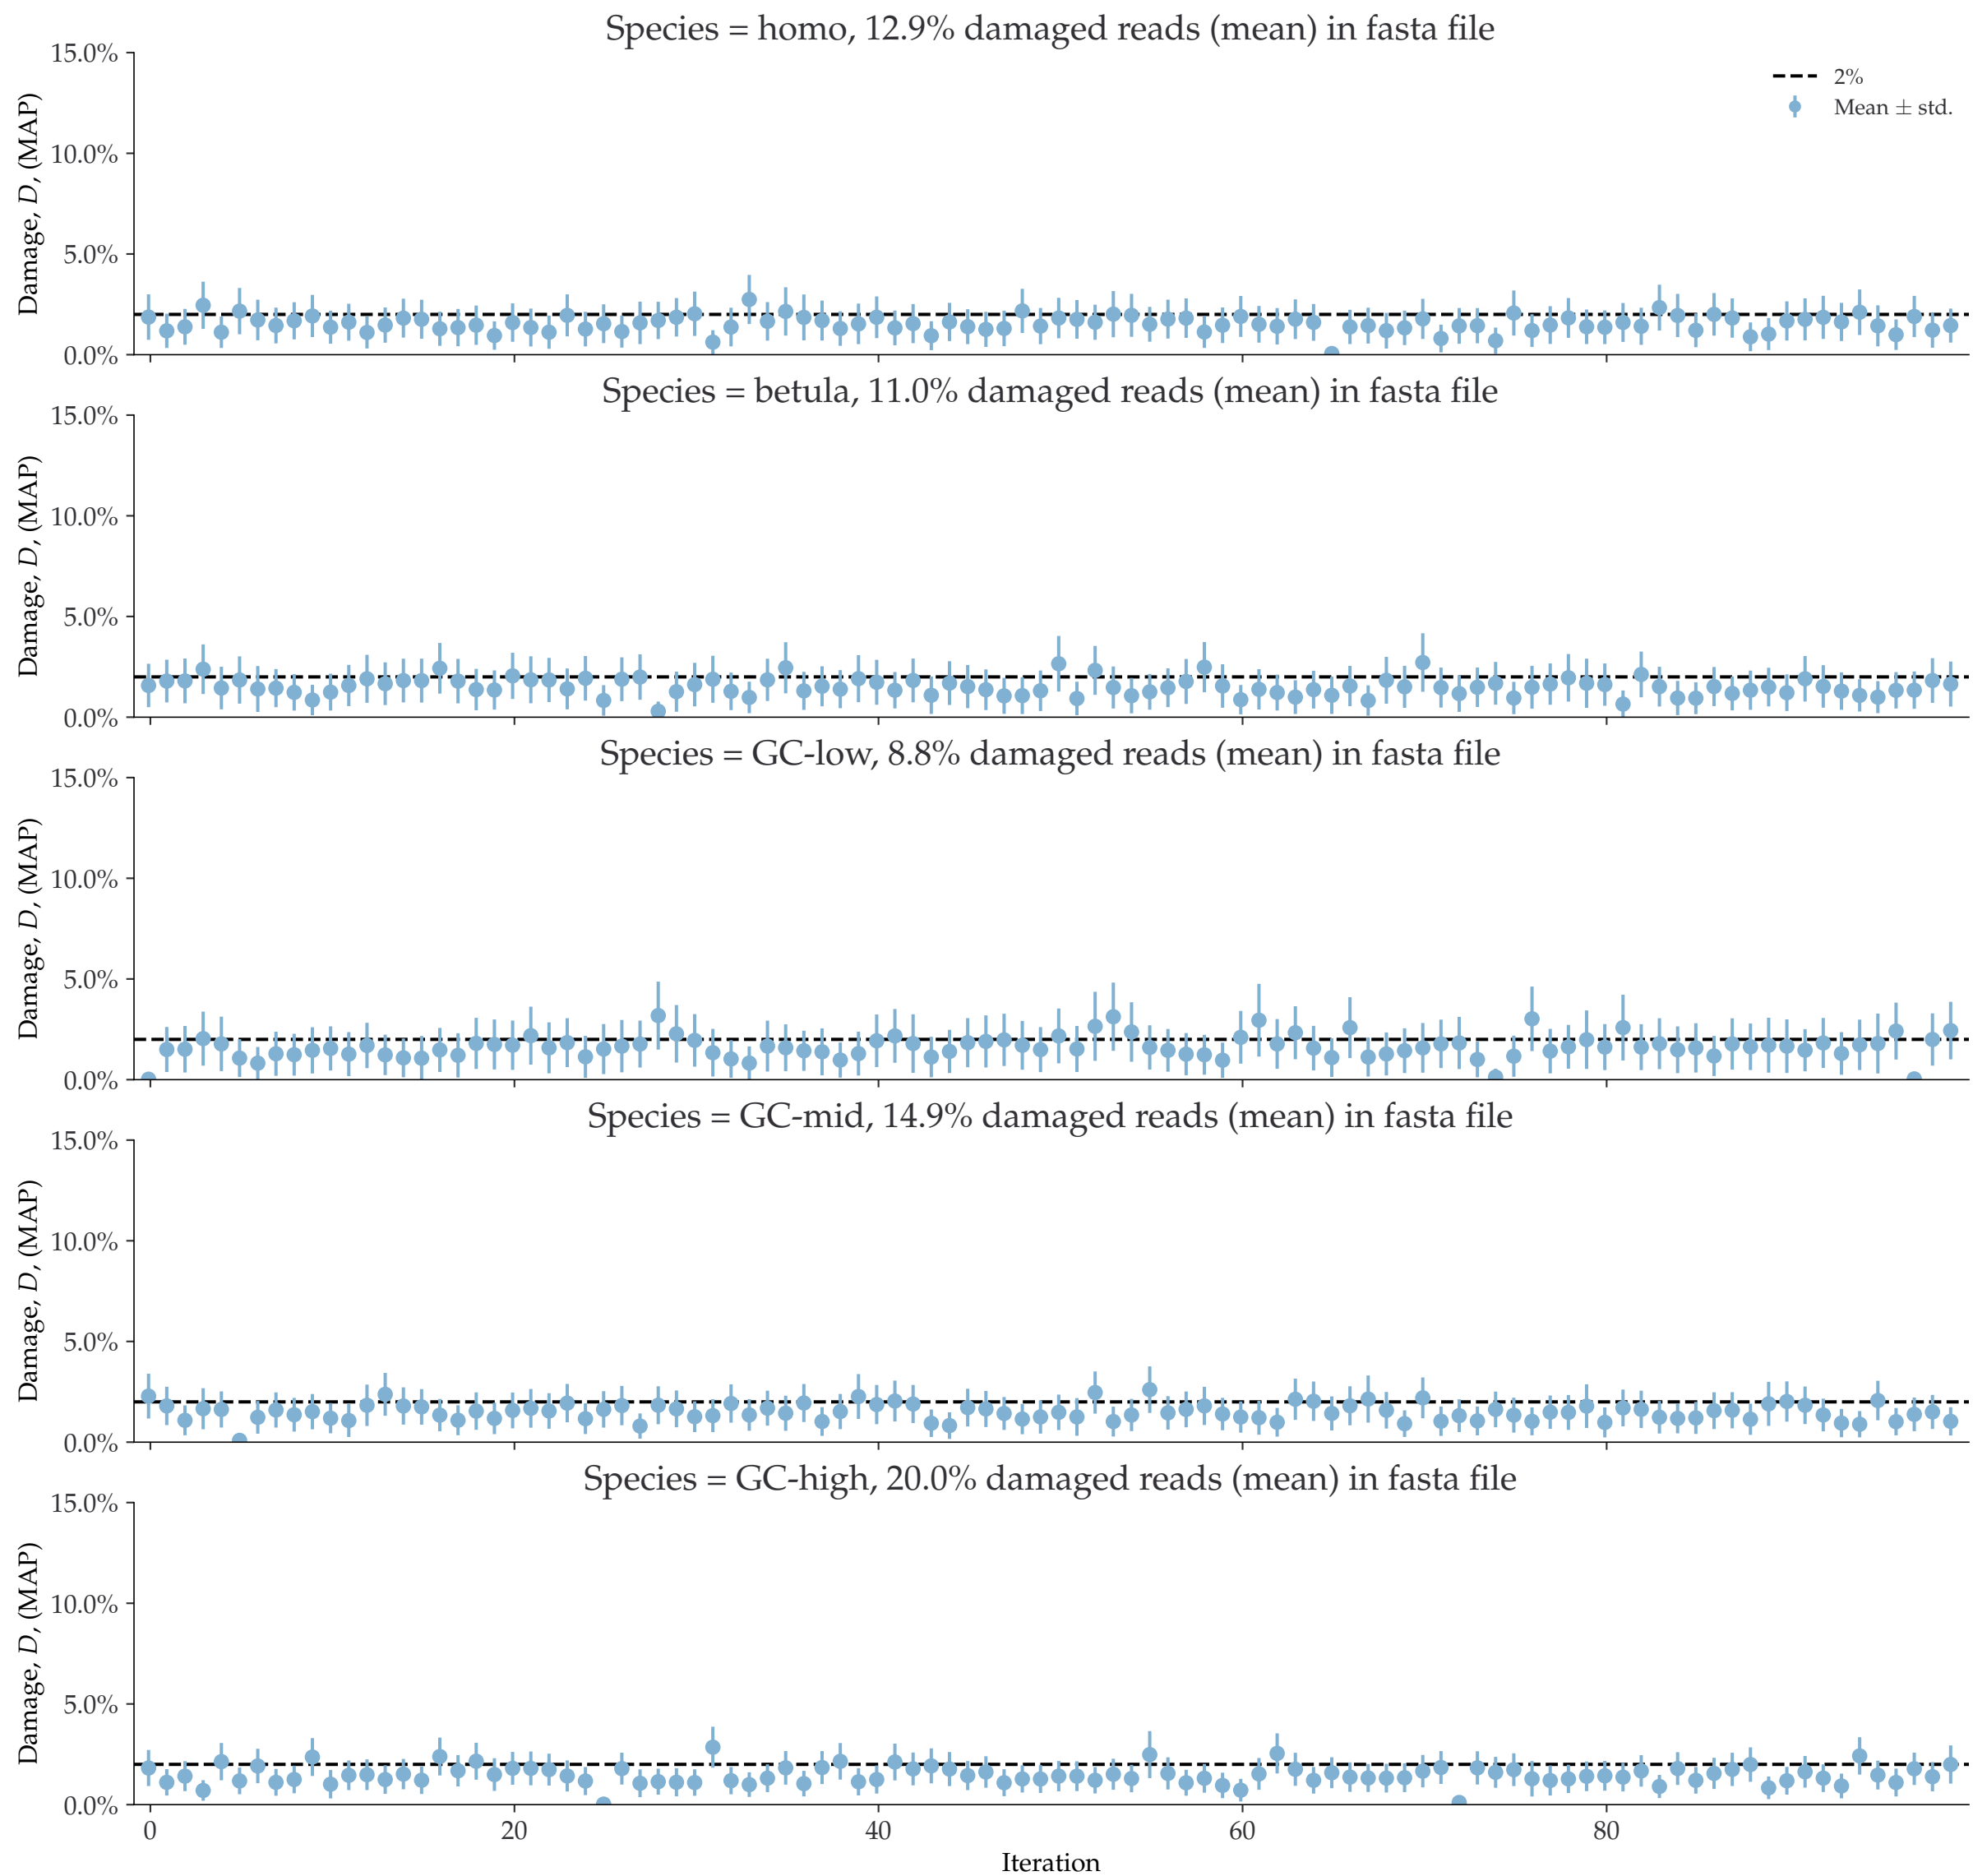 Species = homo, 12.9% damaged reads (mean) in fasta file
15.0%
10.0%
5.0%
0.0%
Damage, D, (MAP)
2%
Mean ± std.
Species = betula, 11.0% damaged reads (mean) in fasta file
15.0%
10.0%
5.0%
0.0%
Damage, D, (MAP)
Species = GC-low, 8.8% damaged reads (mean) in fasta file
15.0%
10.0%
5.0%
0.0%
Damage, D, (MAP)
Species = GC-mid, 14.9% damaged reads (mean) in fasta file
15.0%
10.0%
5.0%
0.0%
Damage, D, (MAP)
Species = GC-high, 20.0% damaged reads (mean) in fasta file
15.0%
10.0%
5.0%
0.0%
Damage, D, (MAP)
0 20 40 60 80
Iteration